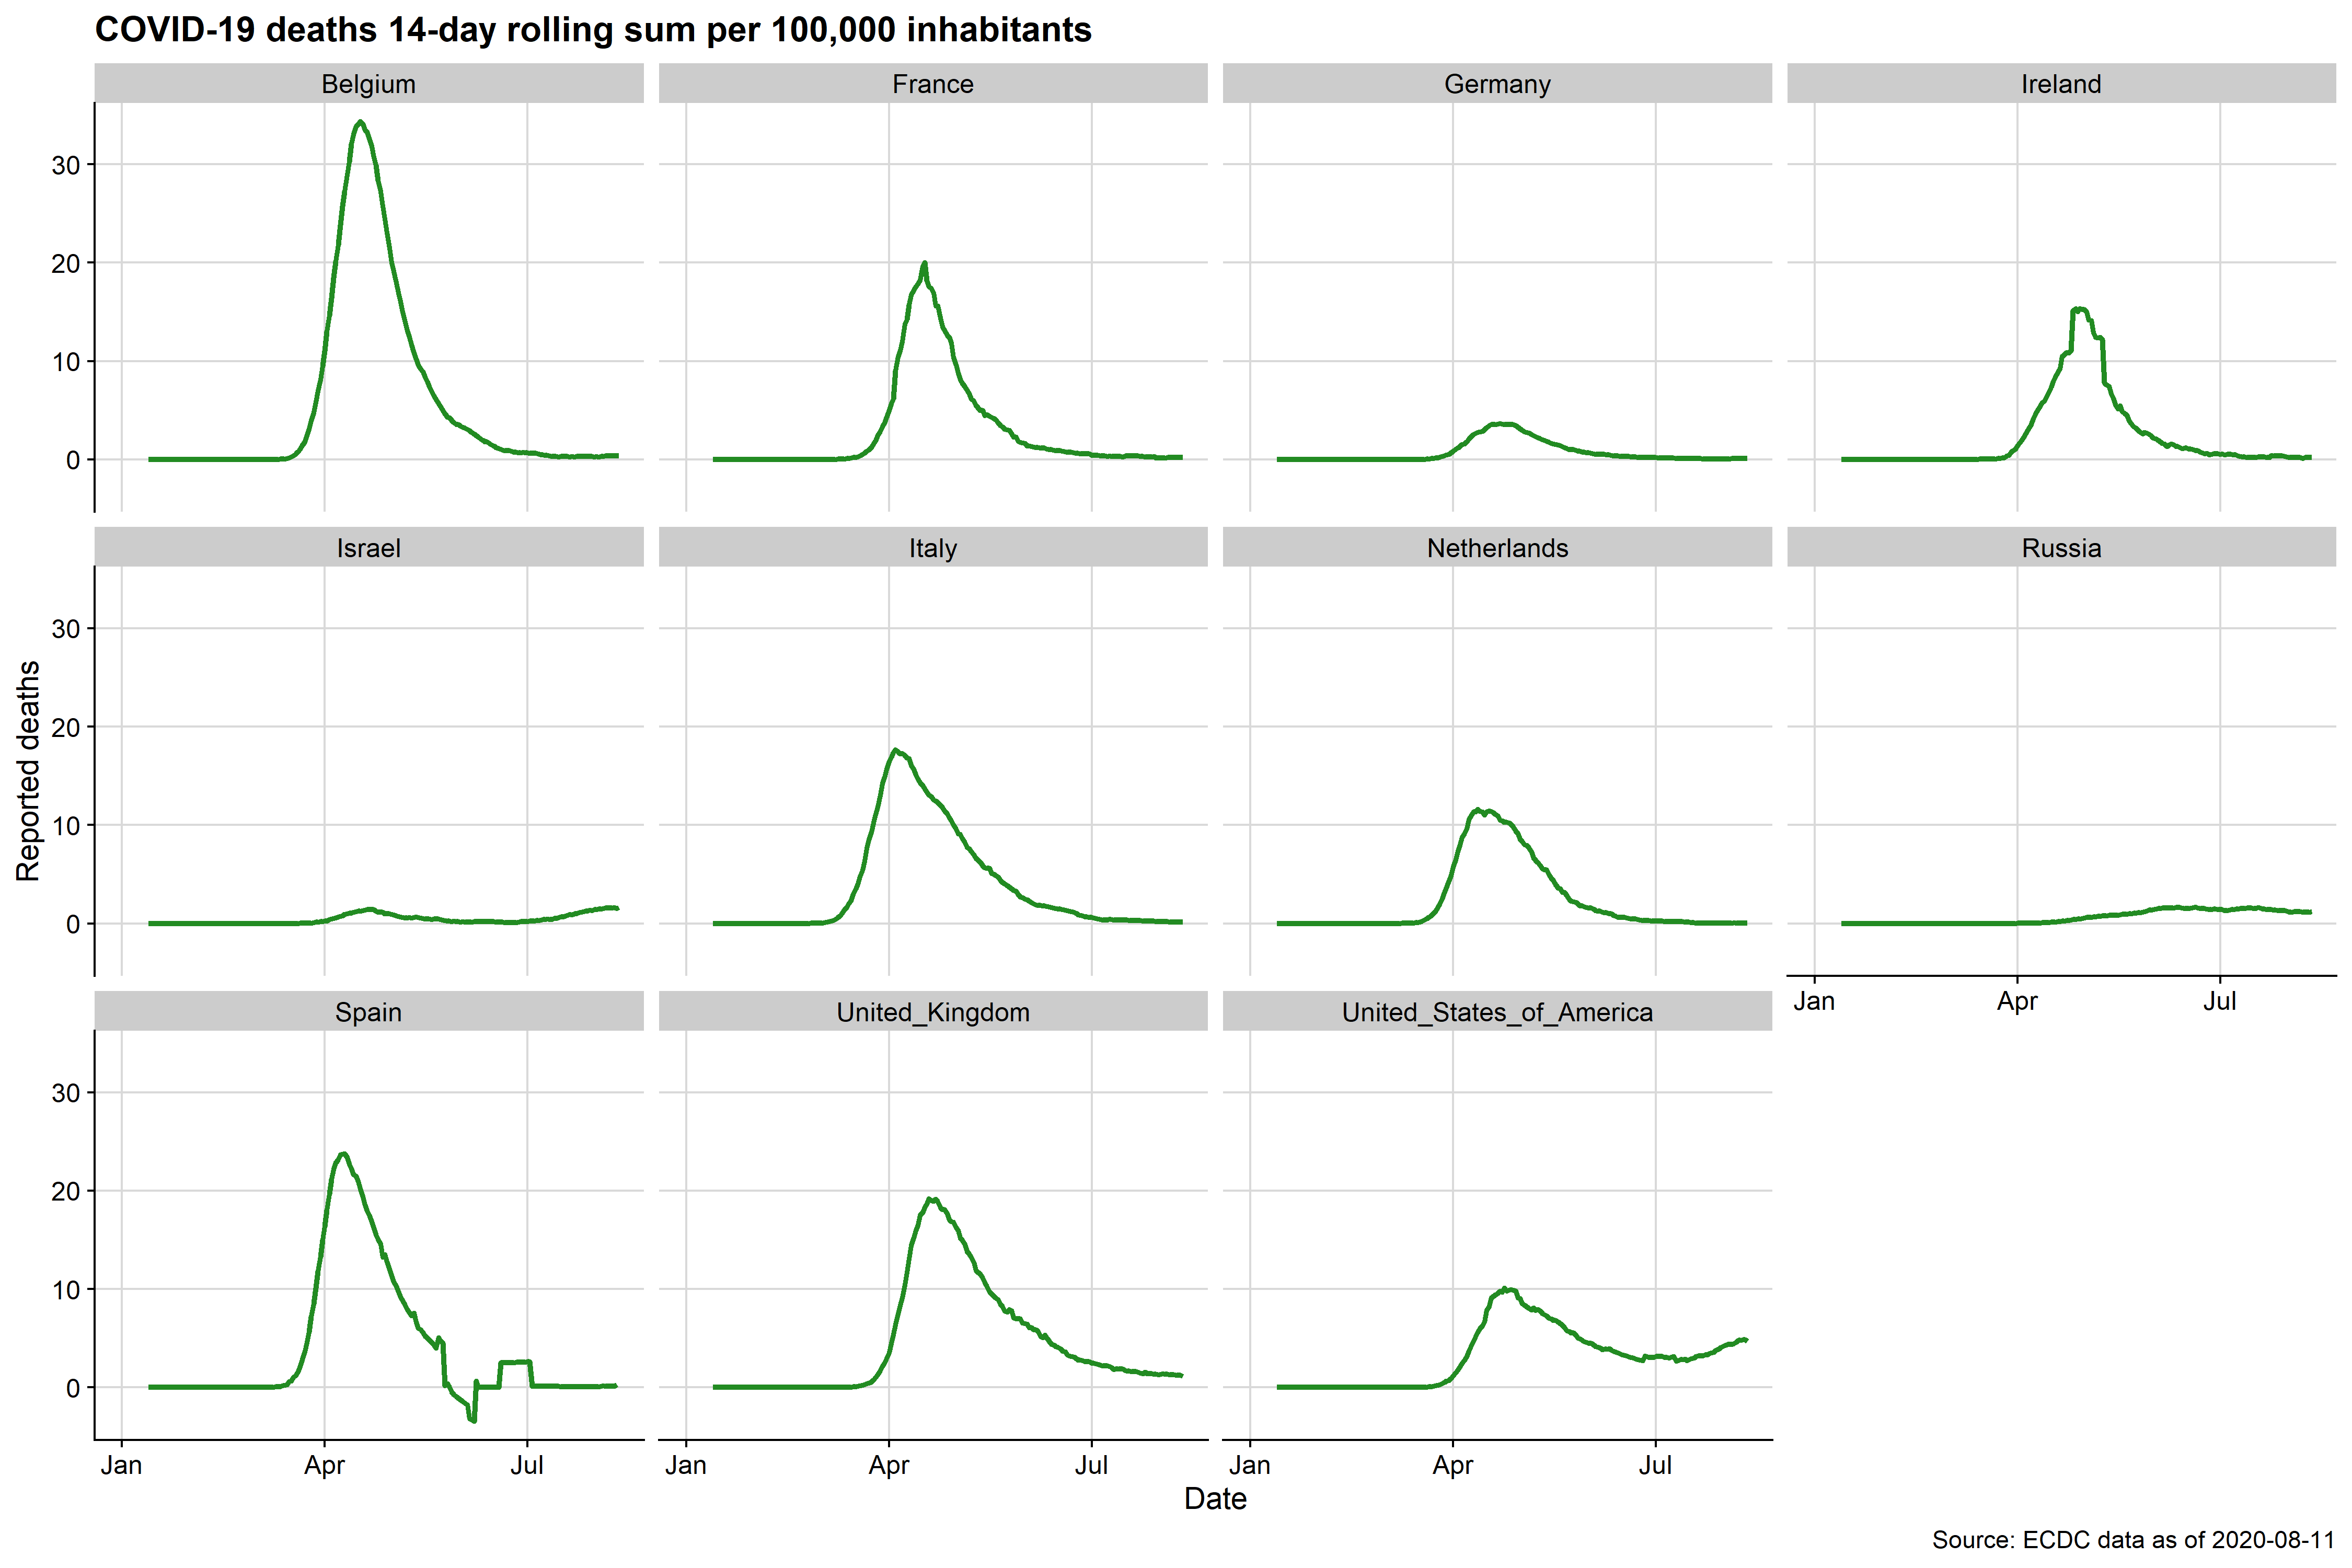 COVID-19 deaths 14-day rolling sum per 100,000 inhabitants
Belgium France Germany Ireland
30
20
10
0
Israel Italy Netherlands Russia
30
20
10
0
Reported deaths
Jan Apr Jul
Spain United_Kingdom United_States_of_America
30
20
10
0
Jan Apr Jul Jan Apr Jul Jan Apr Jul
Date
Source: ECDC data as of 2020-08-11